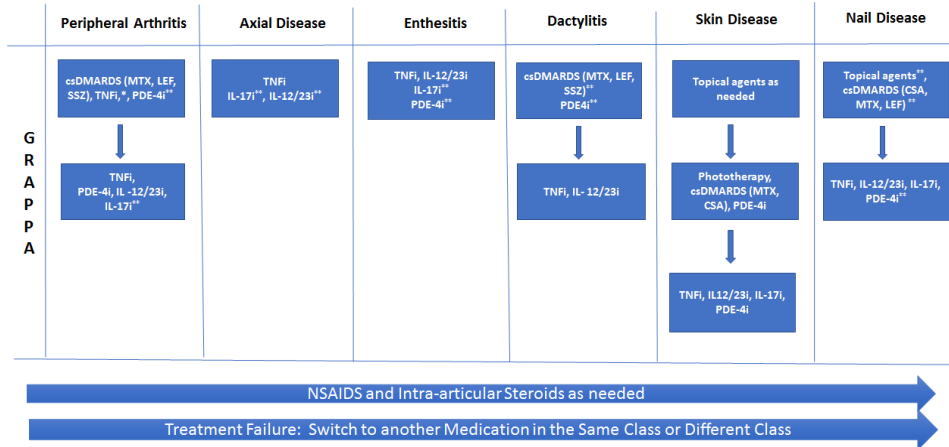 Peripheral Arthritis
Axial Disease
Enthesitis
Dactylitis
Skin Disease
Nail Disease
G
R
A
P
P
A
csDMARDS (MTX, LEF,
SSZ), TNFi,*, PDE-4i**
TNFi,
PDE-4i, IL -12/23i,
IL-17i**
TNFi
IL-17i**, IL-12/23i**
TNFi, IL-12/23i
IL-17i**
PDE-4i**
csDMARDS (MTX, LEF,
SSZ)**
PDE4i**
TNFi, IL- 12/23i
Topical agents as
needed
Phototherapy,
csDMARDS (MTX,
CSA), PDE-4i
TNFi, IL12/23i, IL-17i,
PDE-4i
Topical agents**,
csDMARDS (CSA,
MTX, LEF) **
TNFi, IL-12/23i, IL-17i,
PDE-4i**
NSAIDS and Intra-articular Steroids as needed
Treatment Failure: Switch to another Medication in the Same Class or Different Class